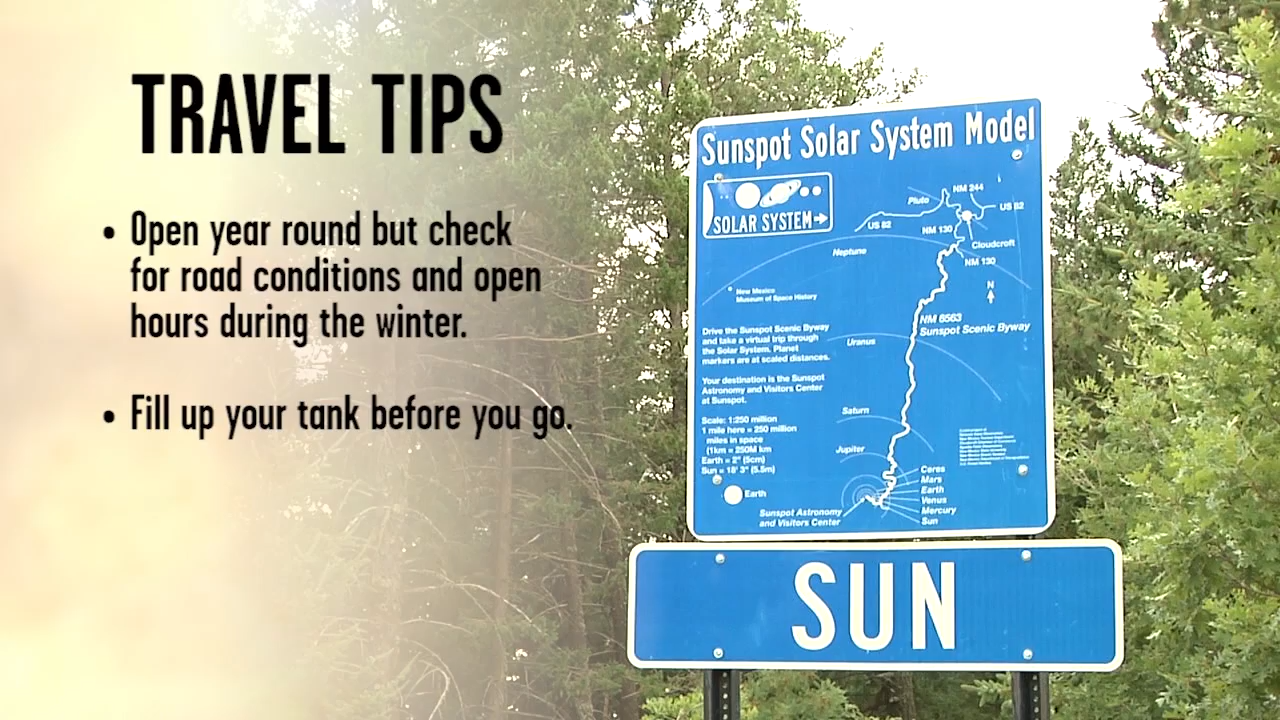 TRAVEL TIPS
• Open year round but check
for road conditions and open
hours during the winter.
• Fill up your tank before you go.
Sunspot Solar System Model
SOLAR SYSTEM
Pluto
NM 244
US 82
US 82
NM 130
Cloudcroft
NM 130
Neptune
N
New Mexico
Museum of Space History
NM 6563
Sunspot Scenic Byway
Drive the Sunspot Scenic Byway
and take a virtual trip through
the Solar System. Planet
markers are at scaled distances.
Uranus
Your destination is the Sunspot
Astronomy and Visitors Center
at Sunspot.
Saturn
Scale: 1:250 million
1 mile here = 250 million
miles in space
(1km = 250M km
Earth = 2" (5cm)
Sun = 18' 3" (5.5m)
Jupiter
Ceres
Mars
Earth
Venus
Mercury
Sun
Earth
Sunspot Astronomy
and Visitors Center
SUN